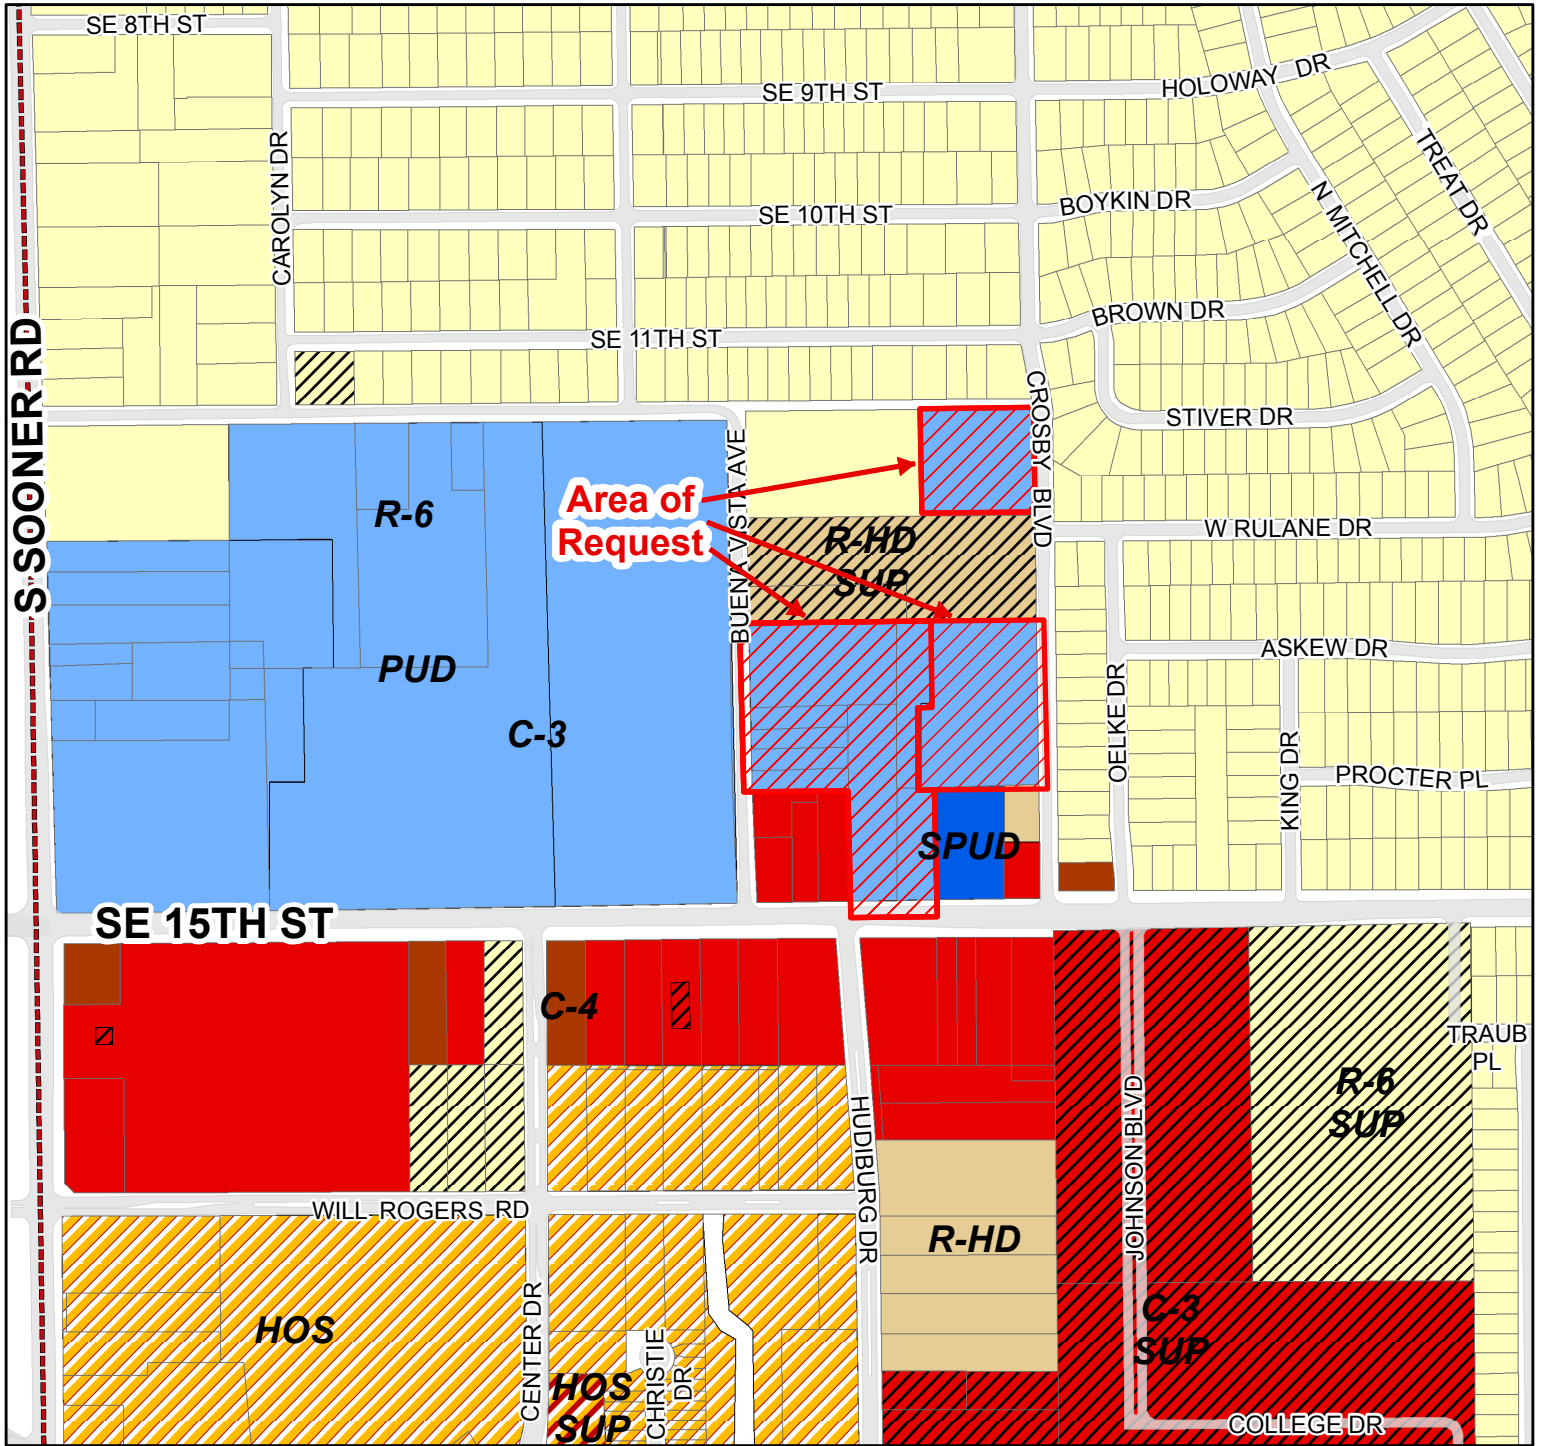 SE 8TH ST
SE 9TH ST
HOLOWAY DR
TREAT DR
CAROLYN DR
BOYKIN DR
SE 10TH ST
N MITCHELL DR
BROWN DR
SE 11TH ST
S SOONER RD
CROSBY BLVD
STIVER DR
BUENA VISTA AVE
Area of
Request
R-6
W RULANE DR
R-HD
SUP
ASKEW DR
PUD
OELKE DR
C-3
KING DR
PROCTER PL
SPUD
SE 15TH ST
C-4
TRAUB
PL
R-6
SUP
JOHNSON BLVD
HUDIBURG DR
WILL ROGERS RD
R-HD
HOS
CENTER DR
C-3
SUP
CHRISTIE
DR
HOS
SUP
COLLEGE DR